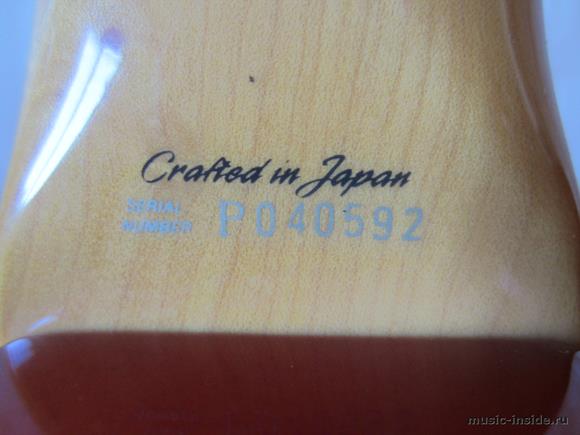 Crafted in Japan
SERIAL
NUMBER P040592
music-inside.ru